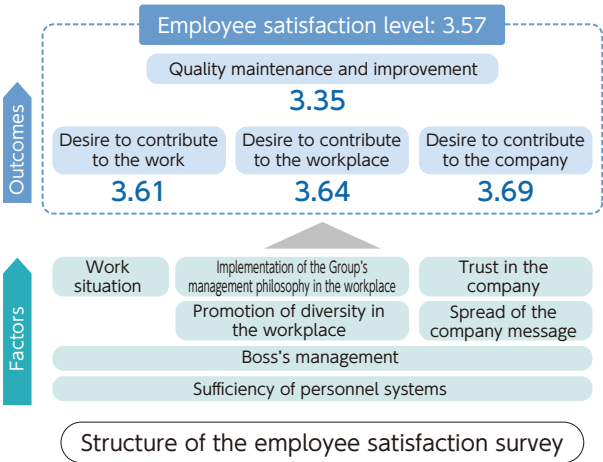 Employee satisfaction level: 3.57
Outcomes
Quality maintenance and improvement
3.35
Desire to contribute
to the work
3.61
Desire to contribute
to the workplace
3.64
Desire to contribute
to the company
3.69
Factors
Work
situation
Implementation of the Group's
management philosophy in the workplace
Trust in the
company
Promotion of diversity in
the workplace
Spread of the
company message
Boss's management
Sufficiency of personnel systems
Structure of the employee satisfaction survey